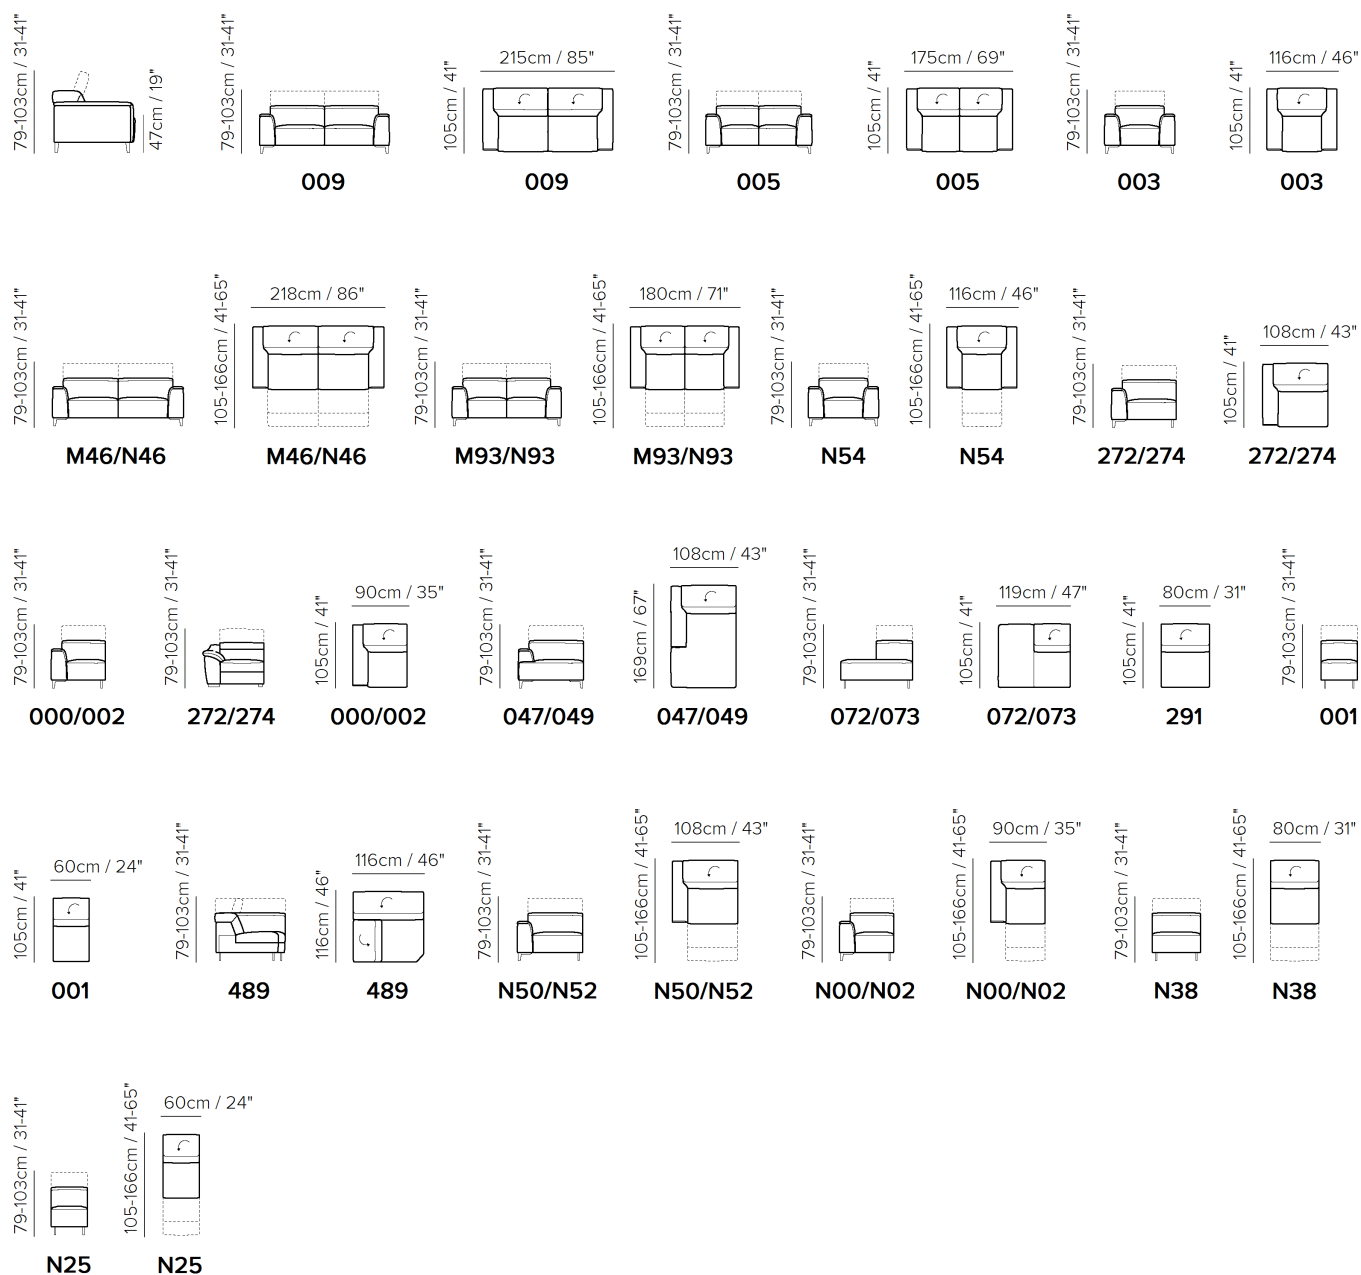 79-103cm / 31-41"
47cm / 19"
79-103cm / 31-41"
009
215cm / 85"
105cm / 41"
009
79-103cm / 31-41"
005
175cm / 69"
105cm / 41"
005
79-103cm / 31-41"
003
116cm / 46"
105cm / 41"
003
79-103cm / 31-41"
M46/N46
218cm / 86"
105-166cm / 41-65"
M46/N46
79-103cm / 31-41"
M93/N93
180cm / 71"
105-166cm / 41-65"
M93/N93
79-103cm / 31-41"
N54
116cm / 46"
105-166cm / 41-65"
N54
79-103cm / 31-41"
272/274
108cm / 43"
105cm / 41"
272/274
79-103cm / 31-41"
000/002
79-103cm / 31-41"
272/274
90cm / 35"
105cm / 41"
000/002
79-103cm / 31-41"
047/049
108cm / 43"
169cm / 67"
047/049
79-103cm / 31-41"
072/073
119cm / 47"
105cm / 41"
072/073
80cm / 31"
105cm / 41"
291
79-103cm / 31-41"
001
60cm / 24"
105cm / 41"
001
79-103cm / 31-41"
489
116cm / 46"
116cm / 46"
489
79-103cm / 31-41"
N50/N52
108cm / 43"
105-166cm / 41-65"
N50/N52
79-103cm / 31-41"
N00/N02
90cm / 35"
105-166cm / 41-65"
N00/N02
79-103cm / 31-41"
N38
80cm / 31"
105-166cm / 41-65"
N38
79-103cm / 31-41"
N25
60cm / 24"
105-166cm / 41-65"
N25